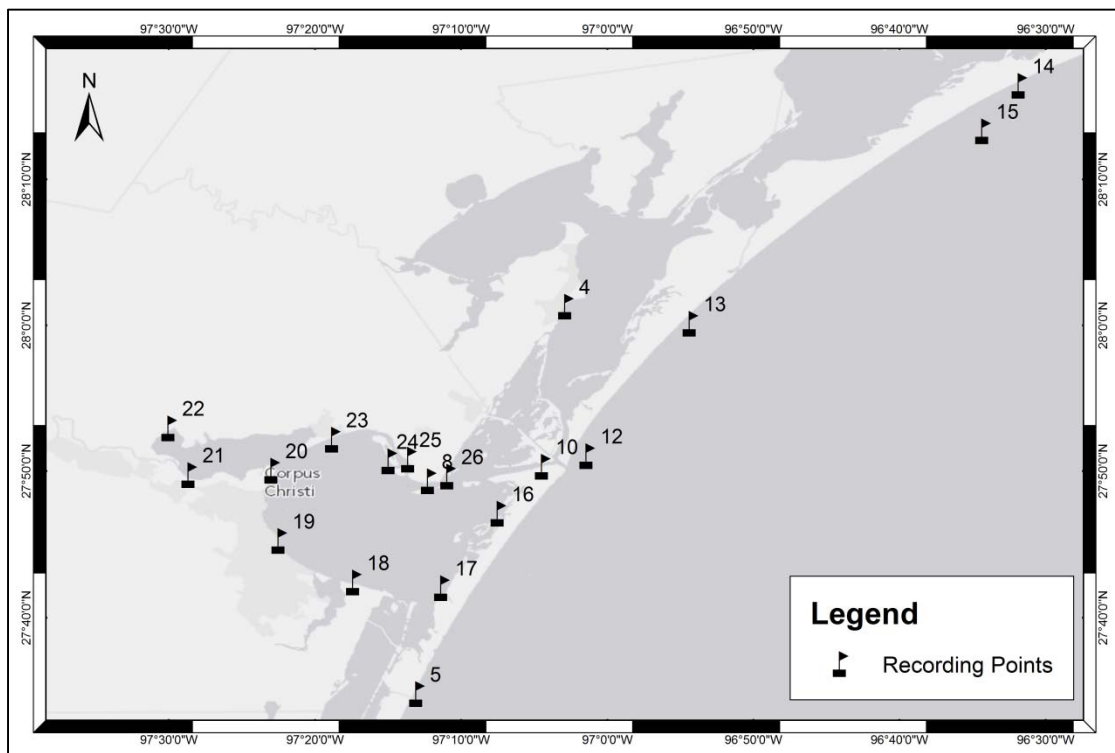 97°30'0"W 97°20'0"W 97°10'0"W 97°0'0"W 96°50'0"W 96°40'0"W 96°30'0"W
N
14
15
28°10'0"N 28°10'0"N
4
13
28°0'0"N 28°0'0"N
22
23
24 25
21
20
8
26
10
12
27°50'0"N 27°50'0"N
Corpus
Christi
16
19
18
17
27°40'0"N 27°40'0"N
5
Legend
Recording Points
97°30'0"W 97°20'0"W 97°10'0"W 97°0'0"W 96°50'0"W 96°40'0"W 96°30'0"W